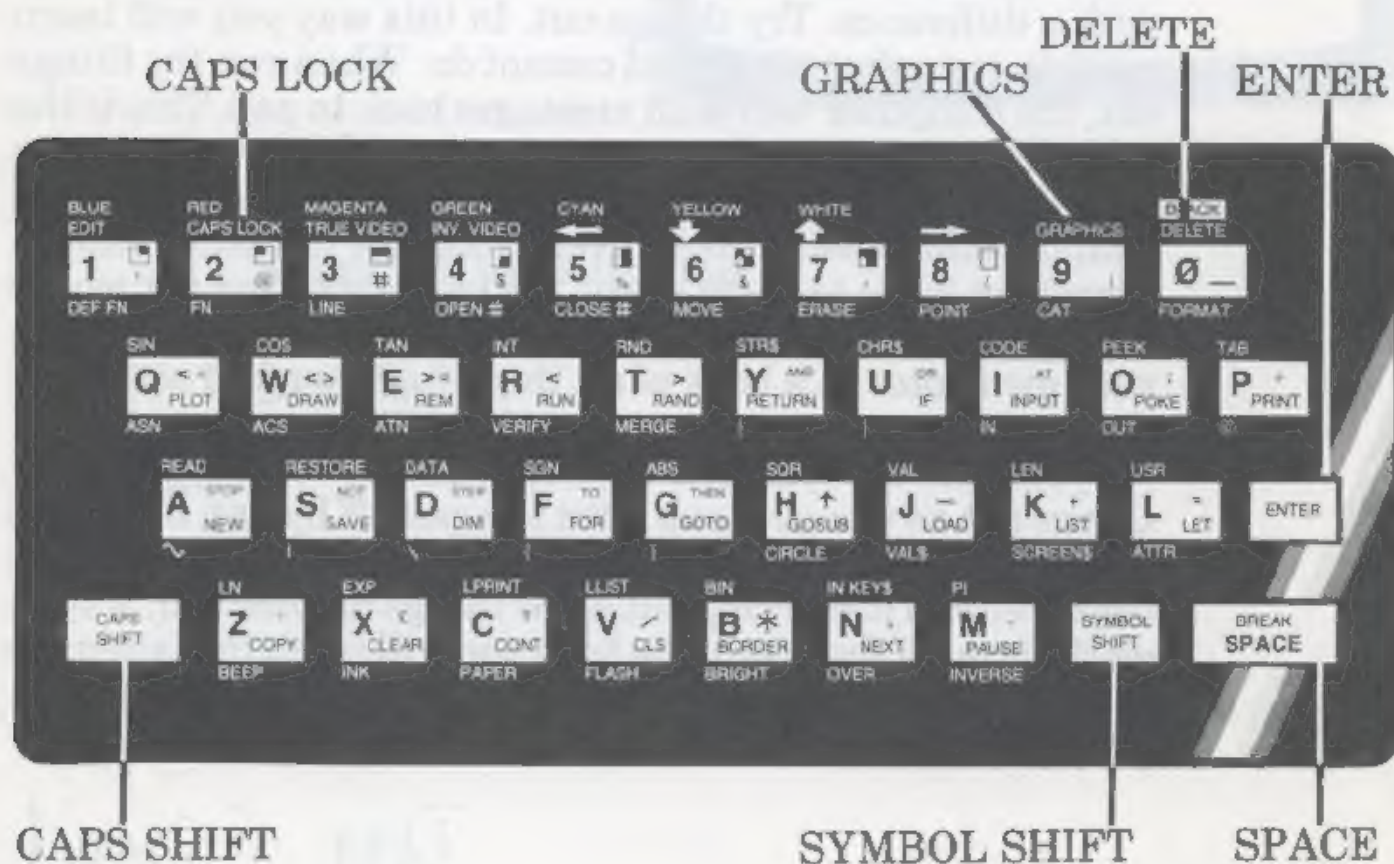 DELETE
CAPS LOCK GRAPHICS ENTER
BLUE RED MAGENTA GREEN CYAN YELLOW WHITE
EDIT CAPS LOCK TRUE VIDEO INV. VIDEO ← ↓ ↑ → GRAPHICS DELETE
1 2 3 # 4 $ 5 % 6 & 7 8 ( 9 Ø _
DEF FN FN LINE OPEN # CLOSE # MOVE ERASE POINT CAT FORMAT
SIN COS TAN INT RND STR$ CHR$ CODE PEEK TAB
Q W <> E >= R < T > Y AND U OR I AT O ; P
PLOT DRAW REM RUN RAND RETURN IF INPUT POKE PRINT
ASN ACS ATN VERIFY MERGE IN OUT
READ RESTORE DATA SGN ABS SQR VAL LEN USR
A STOP S NOT D STEP F TO G THEN H ↑ J – K + L = ENTER
NEW SAVE DIM FOR GOTO GOSUB LOAD LIST LET
CIRCLE VAL$ SCREEN$ ATTR
LN EXP LPRINT LLIST BIN IN KEY$ PI
CAPS Z X £ C ? V / B * N M SYMBOL BREAK
SHIFT COPY CLEAR CONT CLS BORDER NEXT PAUSE SHIFT SPACE
BEEP INK PAPER FLASH BRIGHT OVER INVERSE
CAPS SHIFT SYMBOL SHIFT SPACE